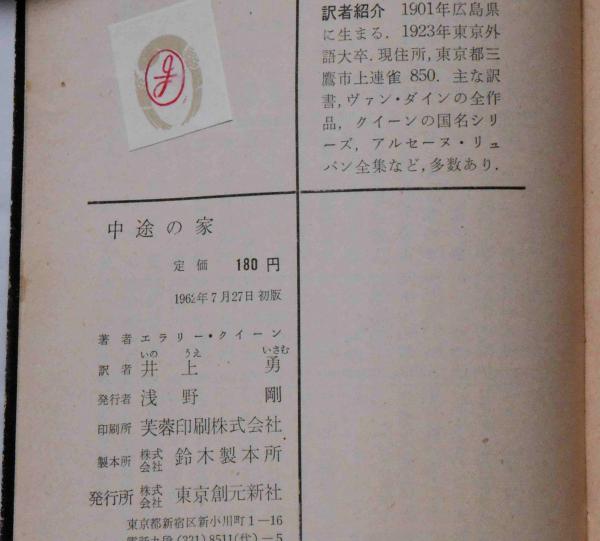 訳者紹介 1901年広島県
に生まる. 1923年東京外
語大卒. 現住所, 東京都三
鷹市上連雀 850. 主な訳
書, ヴァン・ダインの全作
品, クイーンの国名シリ
ーズ, アルセーヌ・リュ
パン全集など, 多数あり.
中途の家
定価 180円
1962年7月27日 初版
著者 エラリー・クイーン
いの うえ いさむ
訳者 井上 勇
発行者 浅野 剛
印刷所 芙蓉印刷株式会社
製本所 株式会社 鈴木製本所
発行所 株式会社 東京創元新社
東京都新宿区新小川町1―16
(321) 8511(代)―5